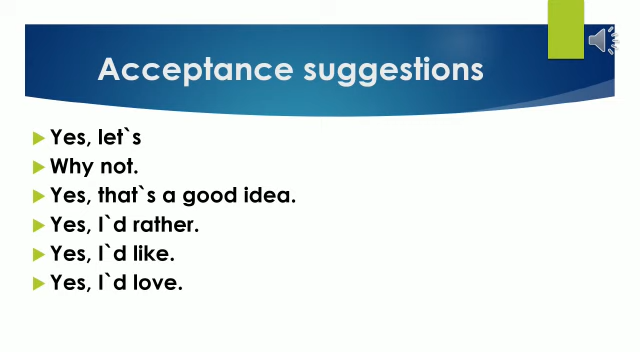 Acceptance suggestions
Yes, let`s
Why not.
Yes, that`s a good idea.
Yes, I`d rather.
Yes, I`d like.
Yes, I`d love.